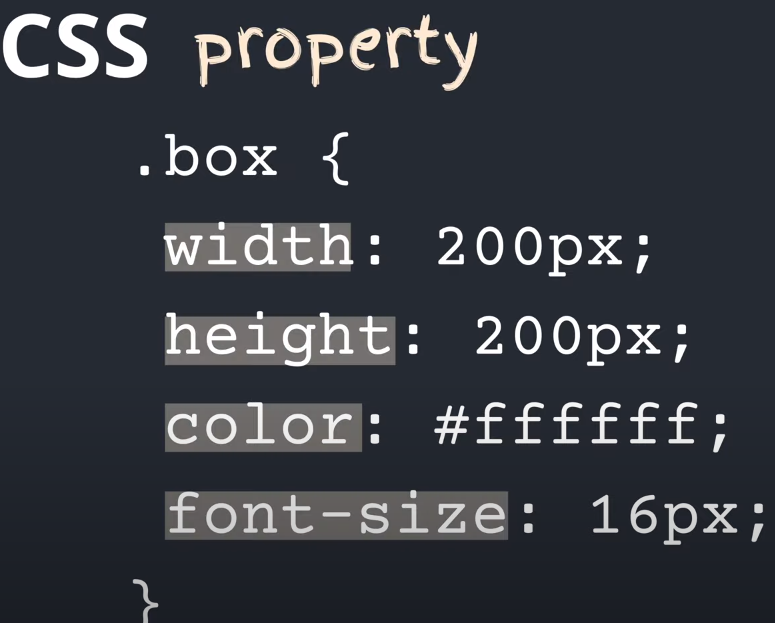 CSS property
.box {
width: 200px;
height: 200px;
color: #ffffff;
font-size: 16px;
}